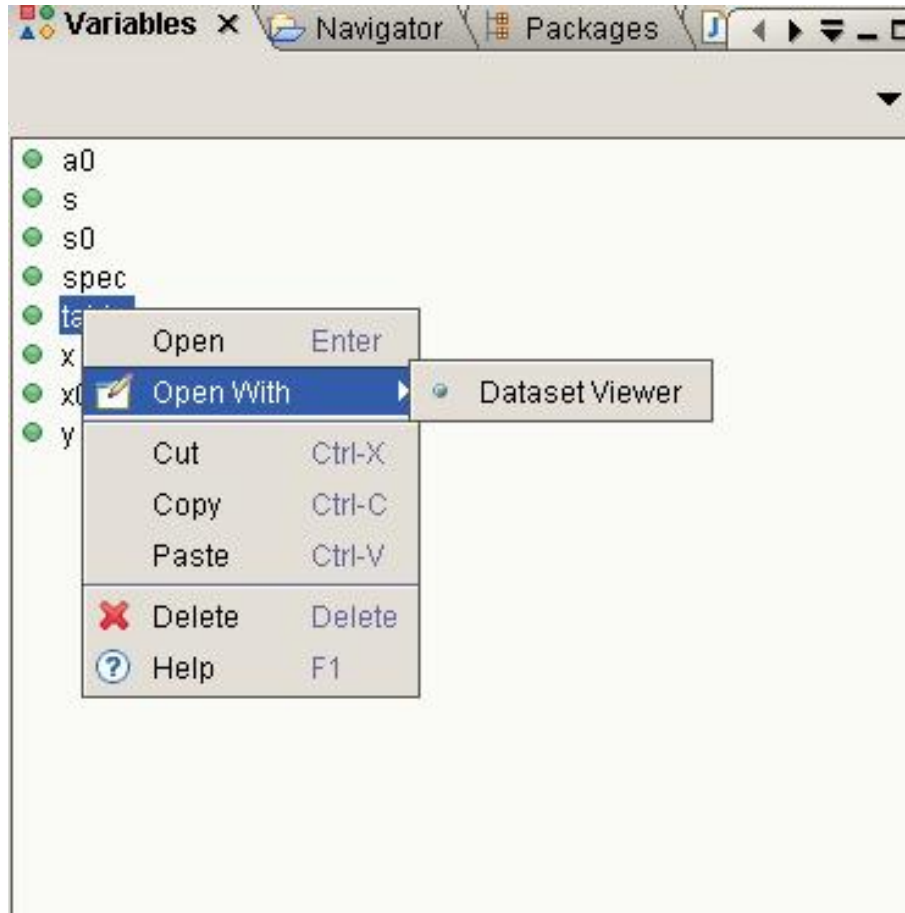 Variables Navigator Packages J
a0
s
s0
spec
x
x0
y
Open Enter
Open With Dataset Viewer
Cut Ctrl-X
Copy Ctrl-C
Paste Ctrl-V
Delete Delete
? Help F1